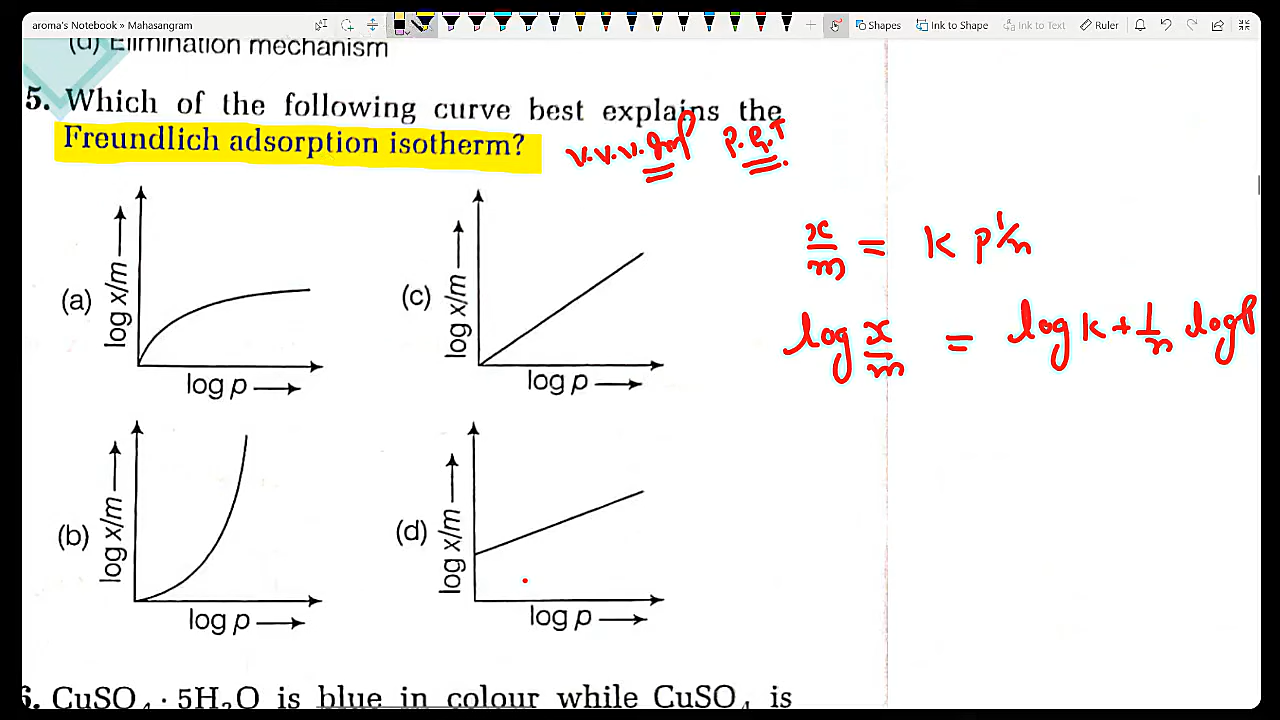 aroma's Notebook » Mahasangram
Shapes
Ink to Shape
Ink to Text
Ruler
(d) Elimination mechanism
5. Which of the following curve best explains the
Freundlich adsorption isotherm?
v.v.v. Imp P.G.T
(a)
log x/m
log p
(c)
log x/m
log p
(b)
log x/m
log p
(d)
log x/m
log p
x/m = k p^1/n
log x/m = log k + 1/n log P
6. CuSO₄ · 5H₂O is blue in colour while CuSO₄ is